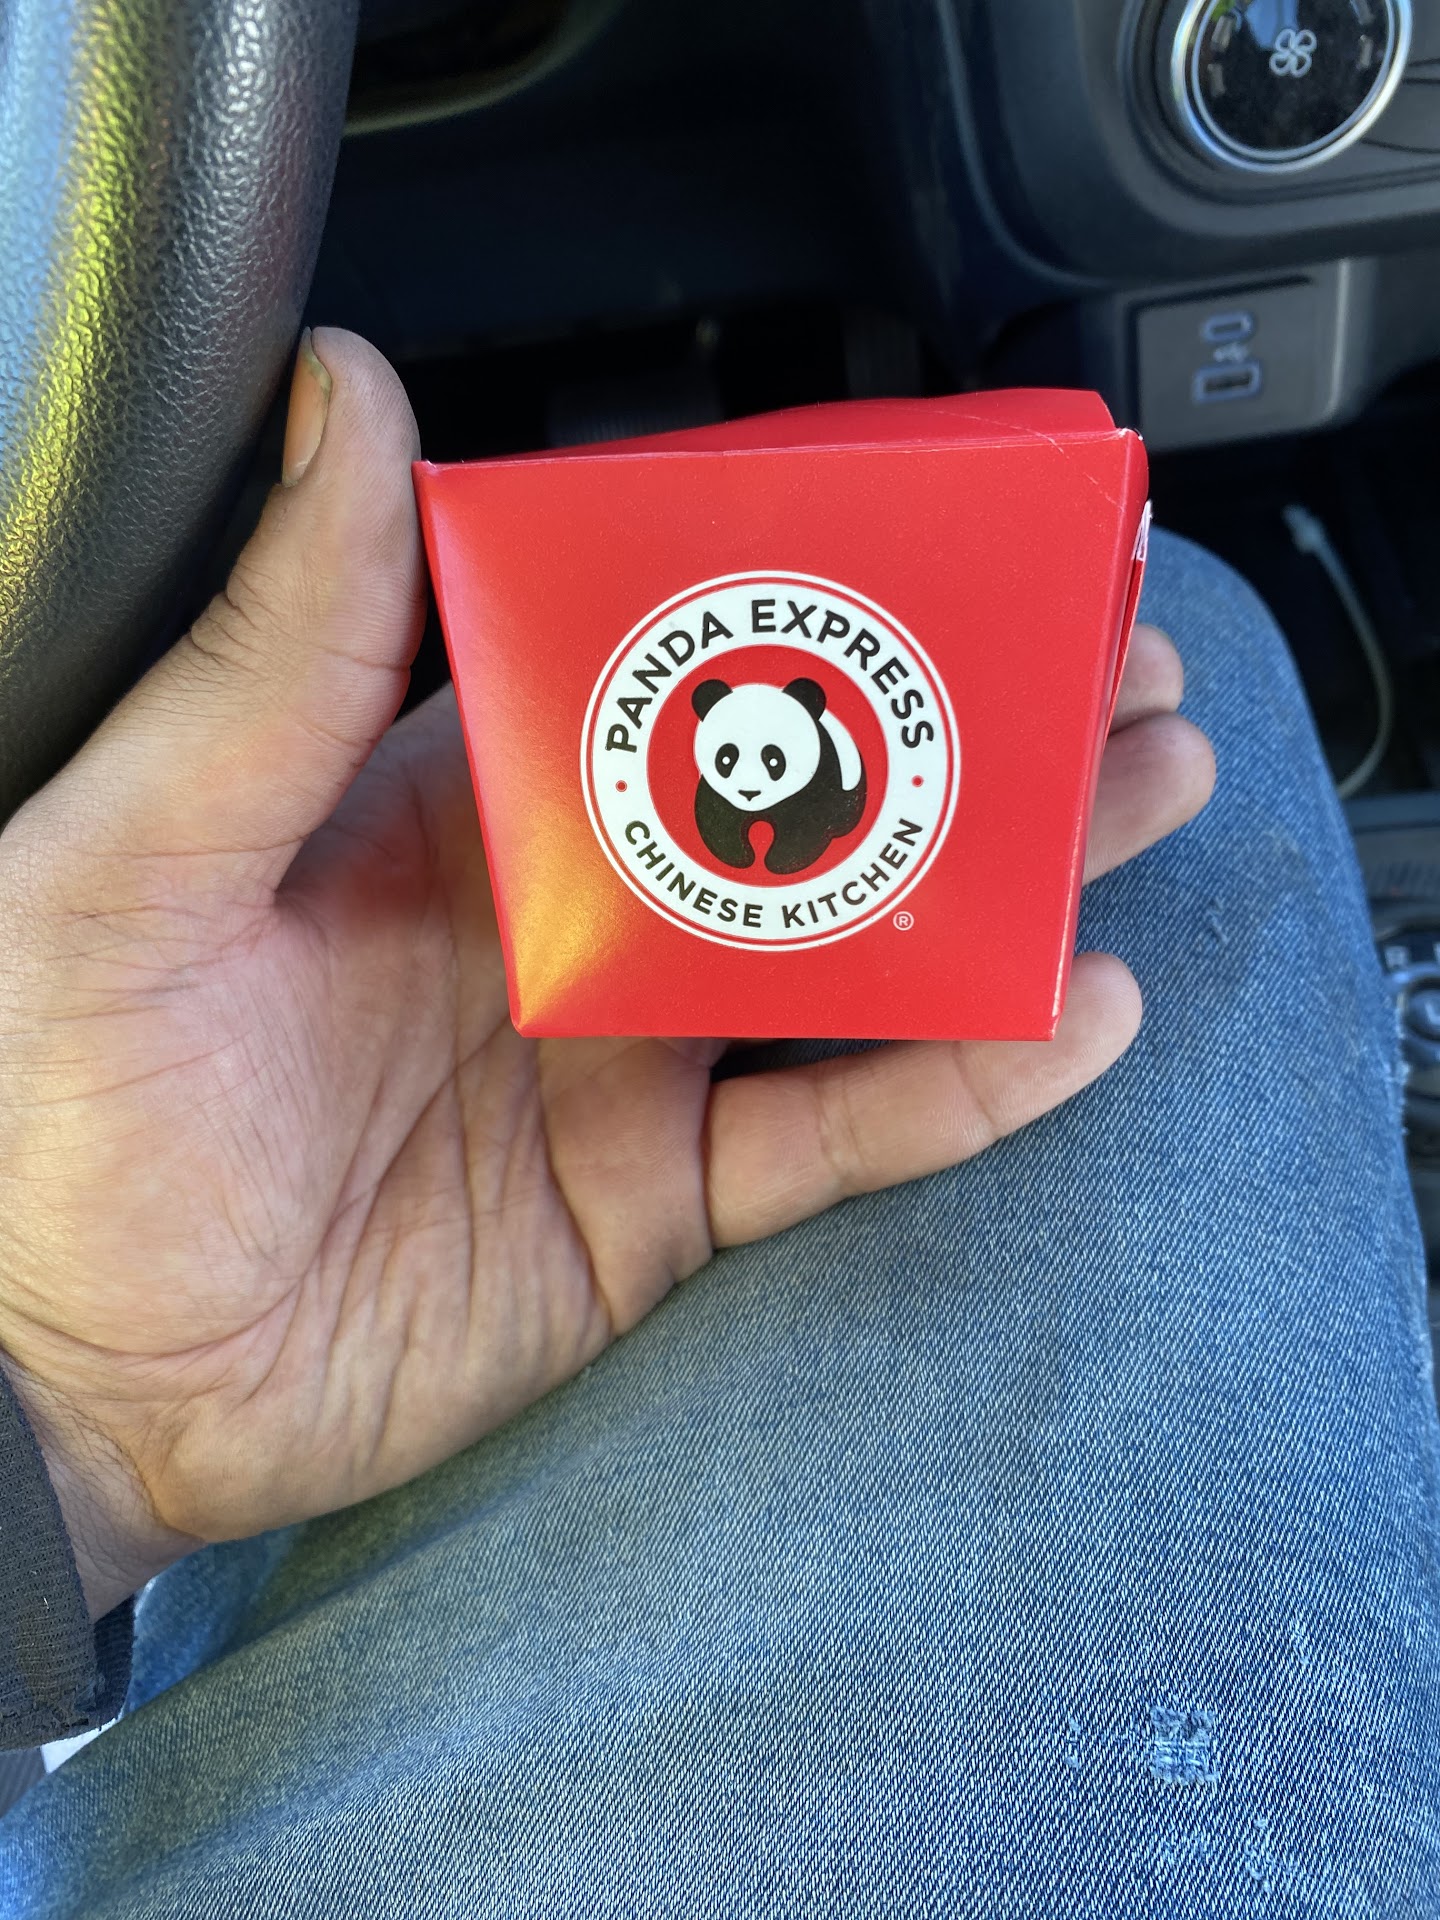 PANDA EXPRESS
CHINESE KITCHEN
®
R